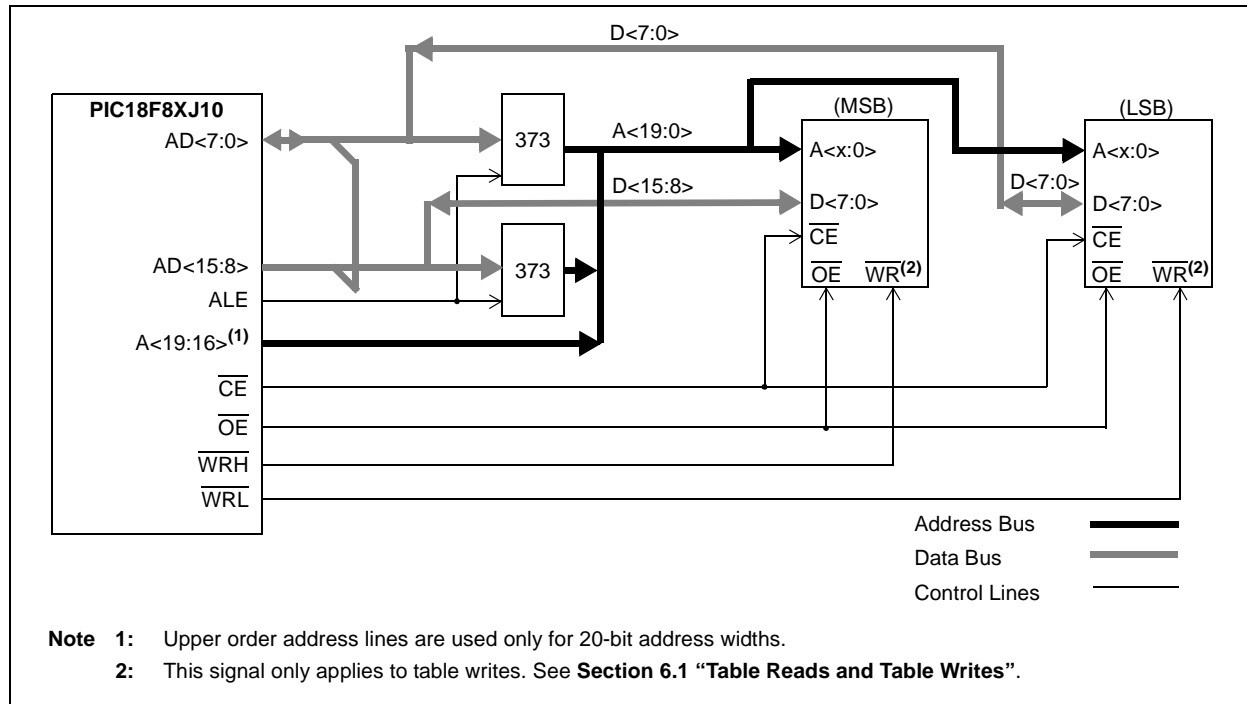 D<7:0>
PIC18F8XJ10
AD<7:0>
373
A<19:0>
(MSB)
A<x:0>
(LSB)
A<x:0>
D<15:8>
D<7:0>
D<7:0>
D<7:0>
CE
CE
AD<15:8>
373
OE WR(2)
OE WR(2)
ALE
A<19:16>(1)
CE
OE
WRH
WRL
Address Bus
Data Bus
Control Lines
Note 1: Upper order address lines are used only for 20-bit address widths.
2: This signal only applies to table writes. See Section 6.1 “Table Reads and Table Writes”.